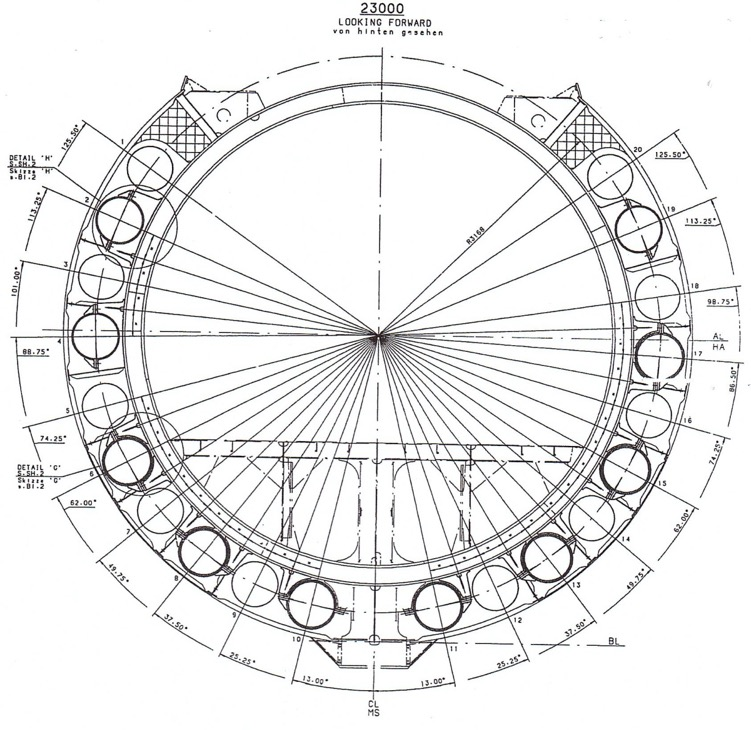 23000
LOOKING FORWARD
von hinten gesehen
1
125.50°
DETAIL 'H'
S.SH.2
Skizze 'H'
s.Bl.2
2
113.25°
3
101.00°
4
88.75°
5
74.25°
DETAIL 'G'
S.SH.2
Skizze 'G'
s.Bl.2
6
62.00°
7
49.75°
8
37.50°
9
25.25°
10
13.00°
20
125.50°
19
113.25°
R3168
18
98.75°
AL
HA
17
86.50°
16
74.25°
15
62.00°
14
49.75°
13
37.50°
12
25.25°
11
13.00°
BL
CL
MS